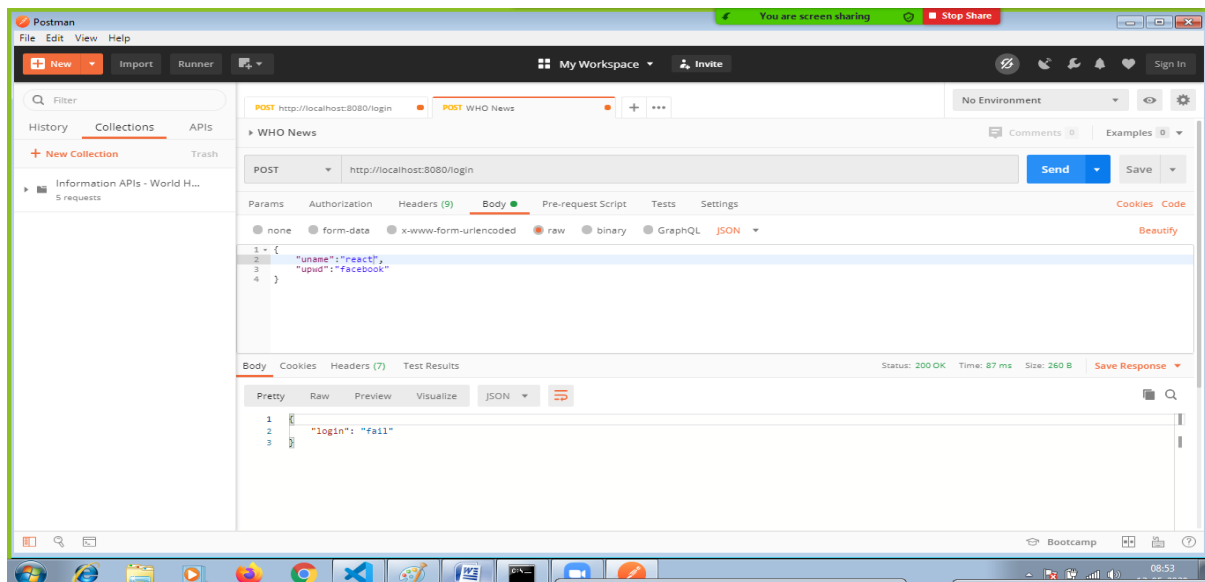 Postman
You are screen sharing
Stop Share
File Edit View Help
New Import Runner My Workspace Invite Sign In
Filter
History Collections APIs
+ New Collection Trash
Information APIs - World H...
5 requests
POST http://localhost:8080/login POST WHO News + ••• No Environment
WHO News Comments 0 Examples 0
POST http://localhost:8080/login Send Save
Params Authorization Headers (9) Body Pre-request Script Tests Settings Cookies Code
none form-data x-www-form-urlencoded raw binary GraphQL JSON Beautify
1 {
2 "uname":"react",
3 "upwd":"facebook"
4 }
Body Cookies Headers (7) Test Results Status: 200 OK Time: 87 ms Size: 260 B Save Response
Pretty Raw Preview Visualize JSON
1 {
2 "login": "fail"
3 }
Bootcamp
08:53